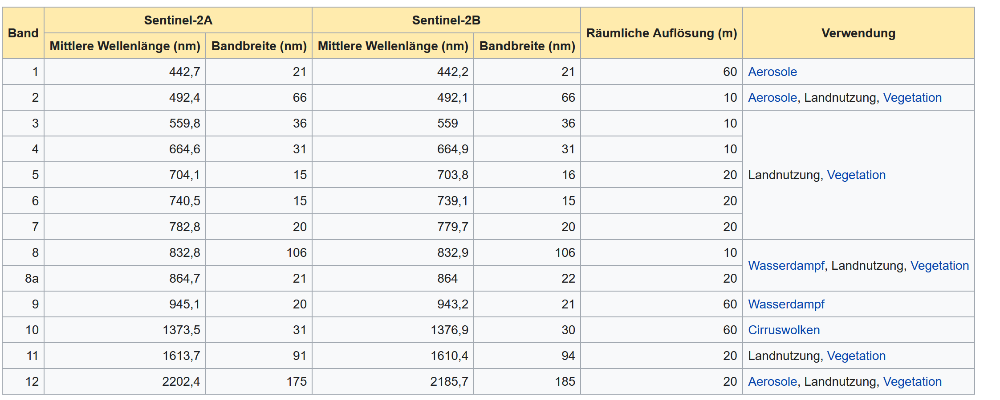 Band Sentinel-2A Sentinel-2B Räumliche Auflösung (m) Verwendung
Mittlere Wellenlänge (nm) Bandbreite (nm) Mittlere Wellenlänge (nm) Bandbreite (nm)
1 442,7 21 442,2 21 60 Aerosole
2 492,4 66 492,1 66 10 Aerosole, Landnutzung, Vegetation
3 559,8 36 559 36 10
4 664,6 31 664,9 31 10
5 704,1 15 703,8 16 20 Landnutzung, Vegetation
6 740,5 15 739,1 15 20
7 782,8 20 779,7 20 20
8 832,8 106 832,9 106 10
Wasserdampf, Landnutzung, Vegetation
8a 864,7 21 864 22 20
9 945,1 20 943,2 21 60 Wasserdampf
10 1373,5 31 1376,9 30 60 Cirruswolken
11 1613,7 91 1610,4 94 20 Landnutzung, Vegetation
12 2202,4 175 2185,7 185 20 Aerosole, Landnutzung, Vegetation